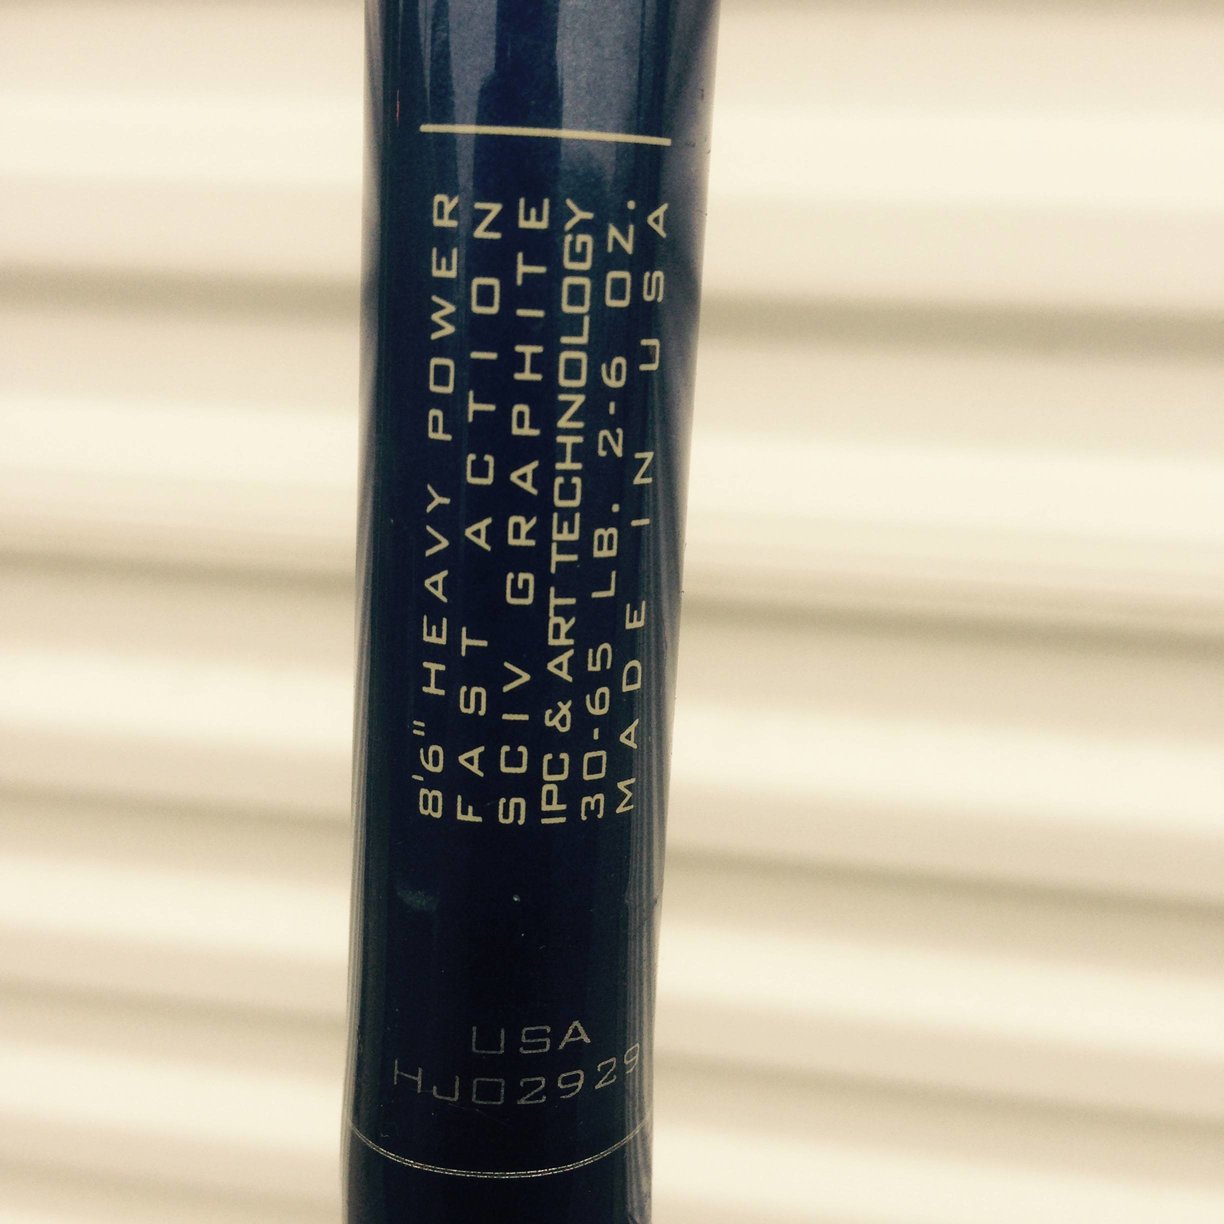 8'6" HEAVY POWER
FAST ACTION
SCIV GRAPHITE
IPC & ART TECHNOLOGY
30-65 LB. 2-6 OZ.
MADE IN USA
USA
HJ02929